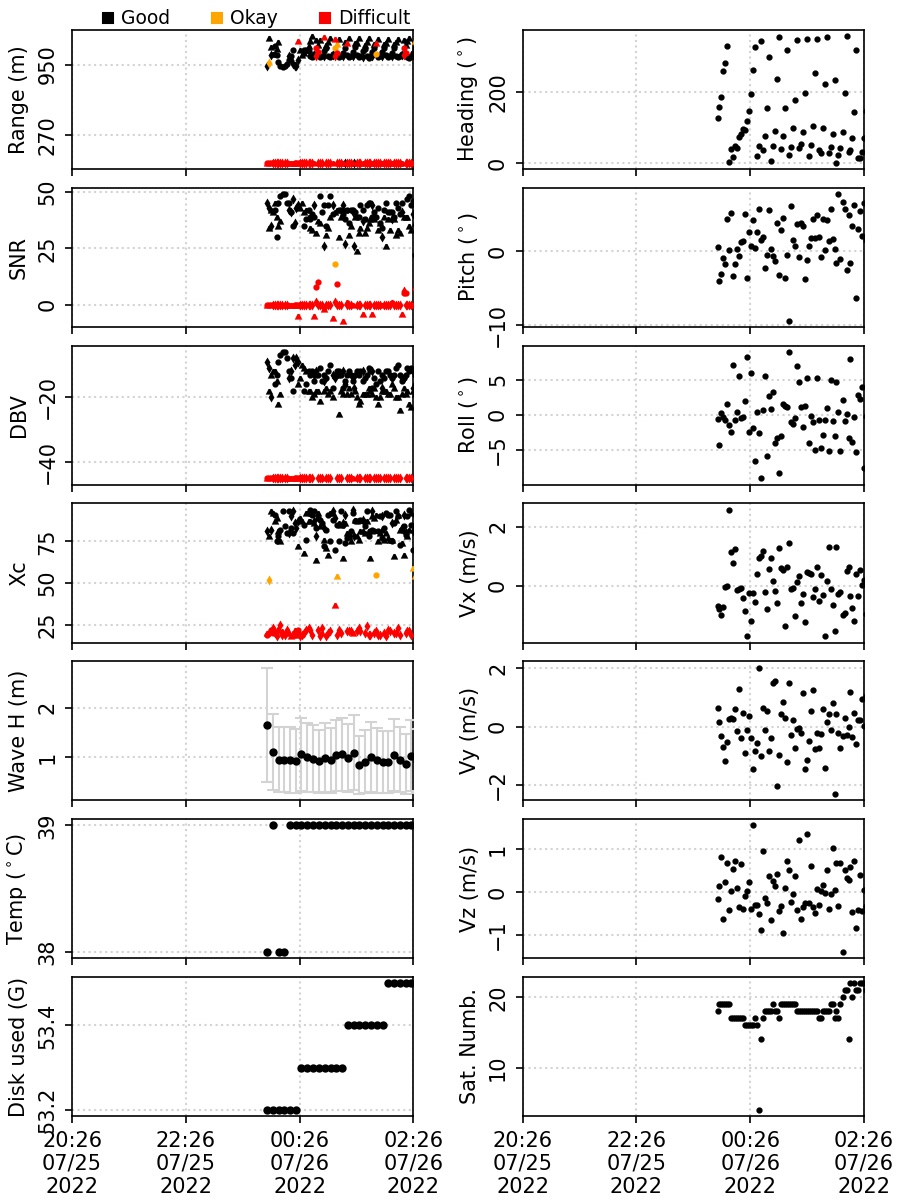 Good Okay Difficult
Range (m)
950
270
Heading (°)
200
0
SNR
50
25
0
Pitch (°)
0
−10
DBV
−20
−40
Roll (°)
5
0
−5
Xc
75
50
25
Vx (m/s)
2
0
Wave H (m)
2
1
Vy (m/s)
2
0
−2
Temp (°C)
39
38
Vz (m/s)
1
0
−1
Disk used (G)
53.4
53.2
Sat. Numb.
20
10
20:26 22:26 00:26 02:26
07/25 07/25 07/26 07/26
2022 2022 2022 2022
20:26 22:26 00:26 02:26
07/25 07/25 07/26 07/26
2022 2022 2022 2022